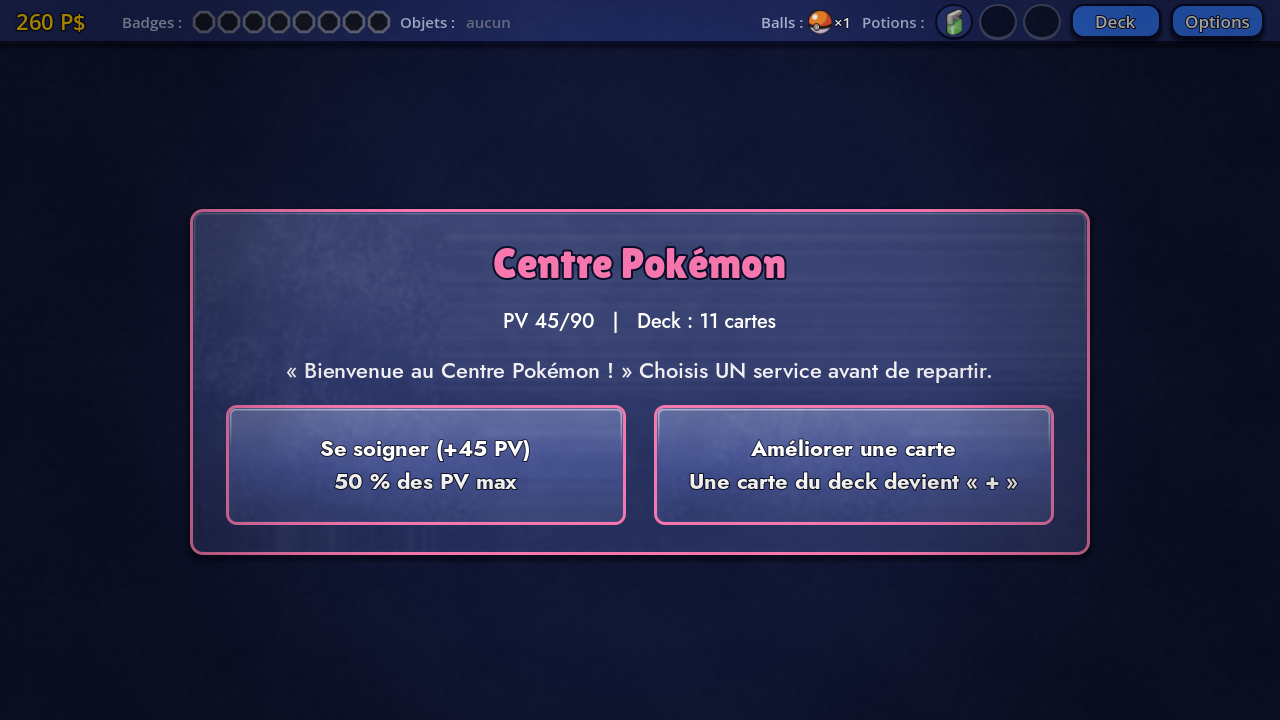 260 P$ Badges : Objets : aucun Balls : ×1 Potions : Deck Options
Centre Pokémon
PV 45/90 | Deck : 11 cartes
« Bienvenue au Centre Pokémon ! » Choisis UN service avant de repartir.
Se soigner (+45 PV)
50 % des PV max
Améliorer une carte
Une carte du deck devient « + »